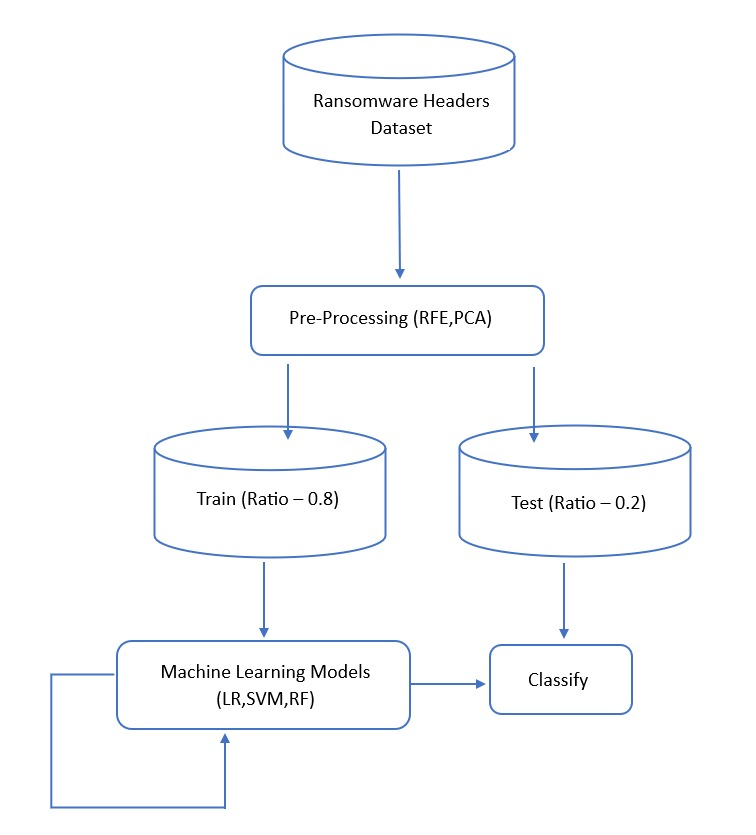 Ransomware Headers
Dataset
Pre-Processing (RFE,PCA)
Train (Ratio – 0.8)
Test (Ratio – 0.2)
Machine Learning Models
(LR,SVM,RF)
Classify